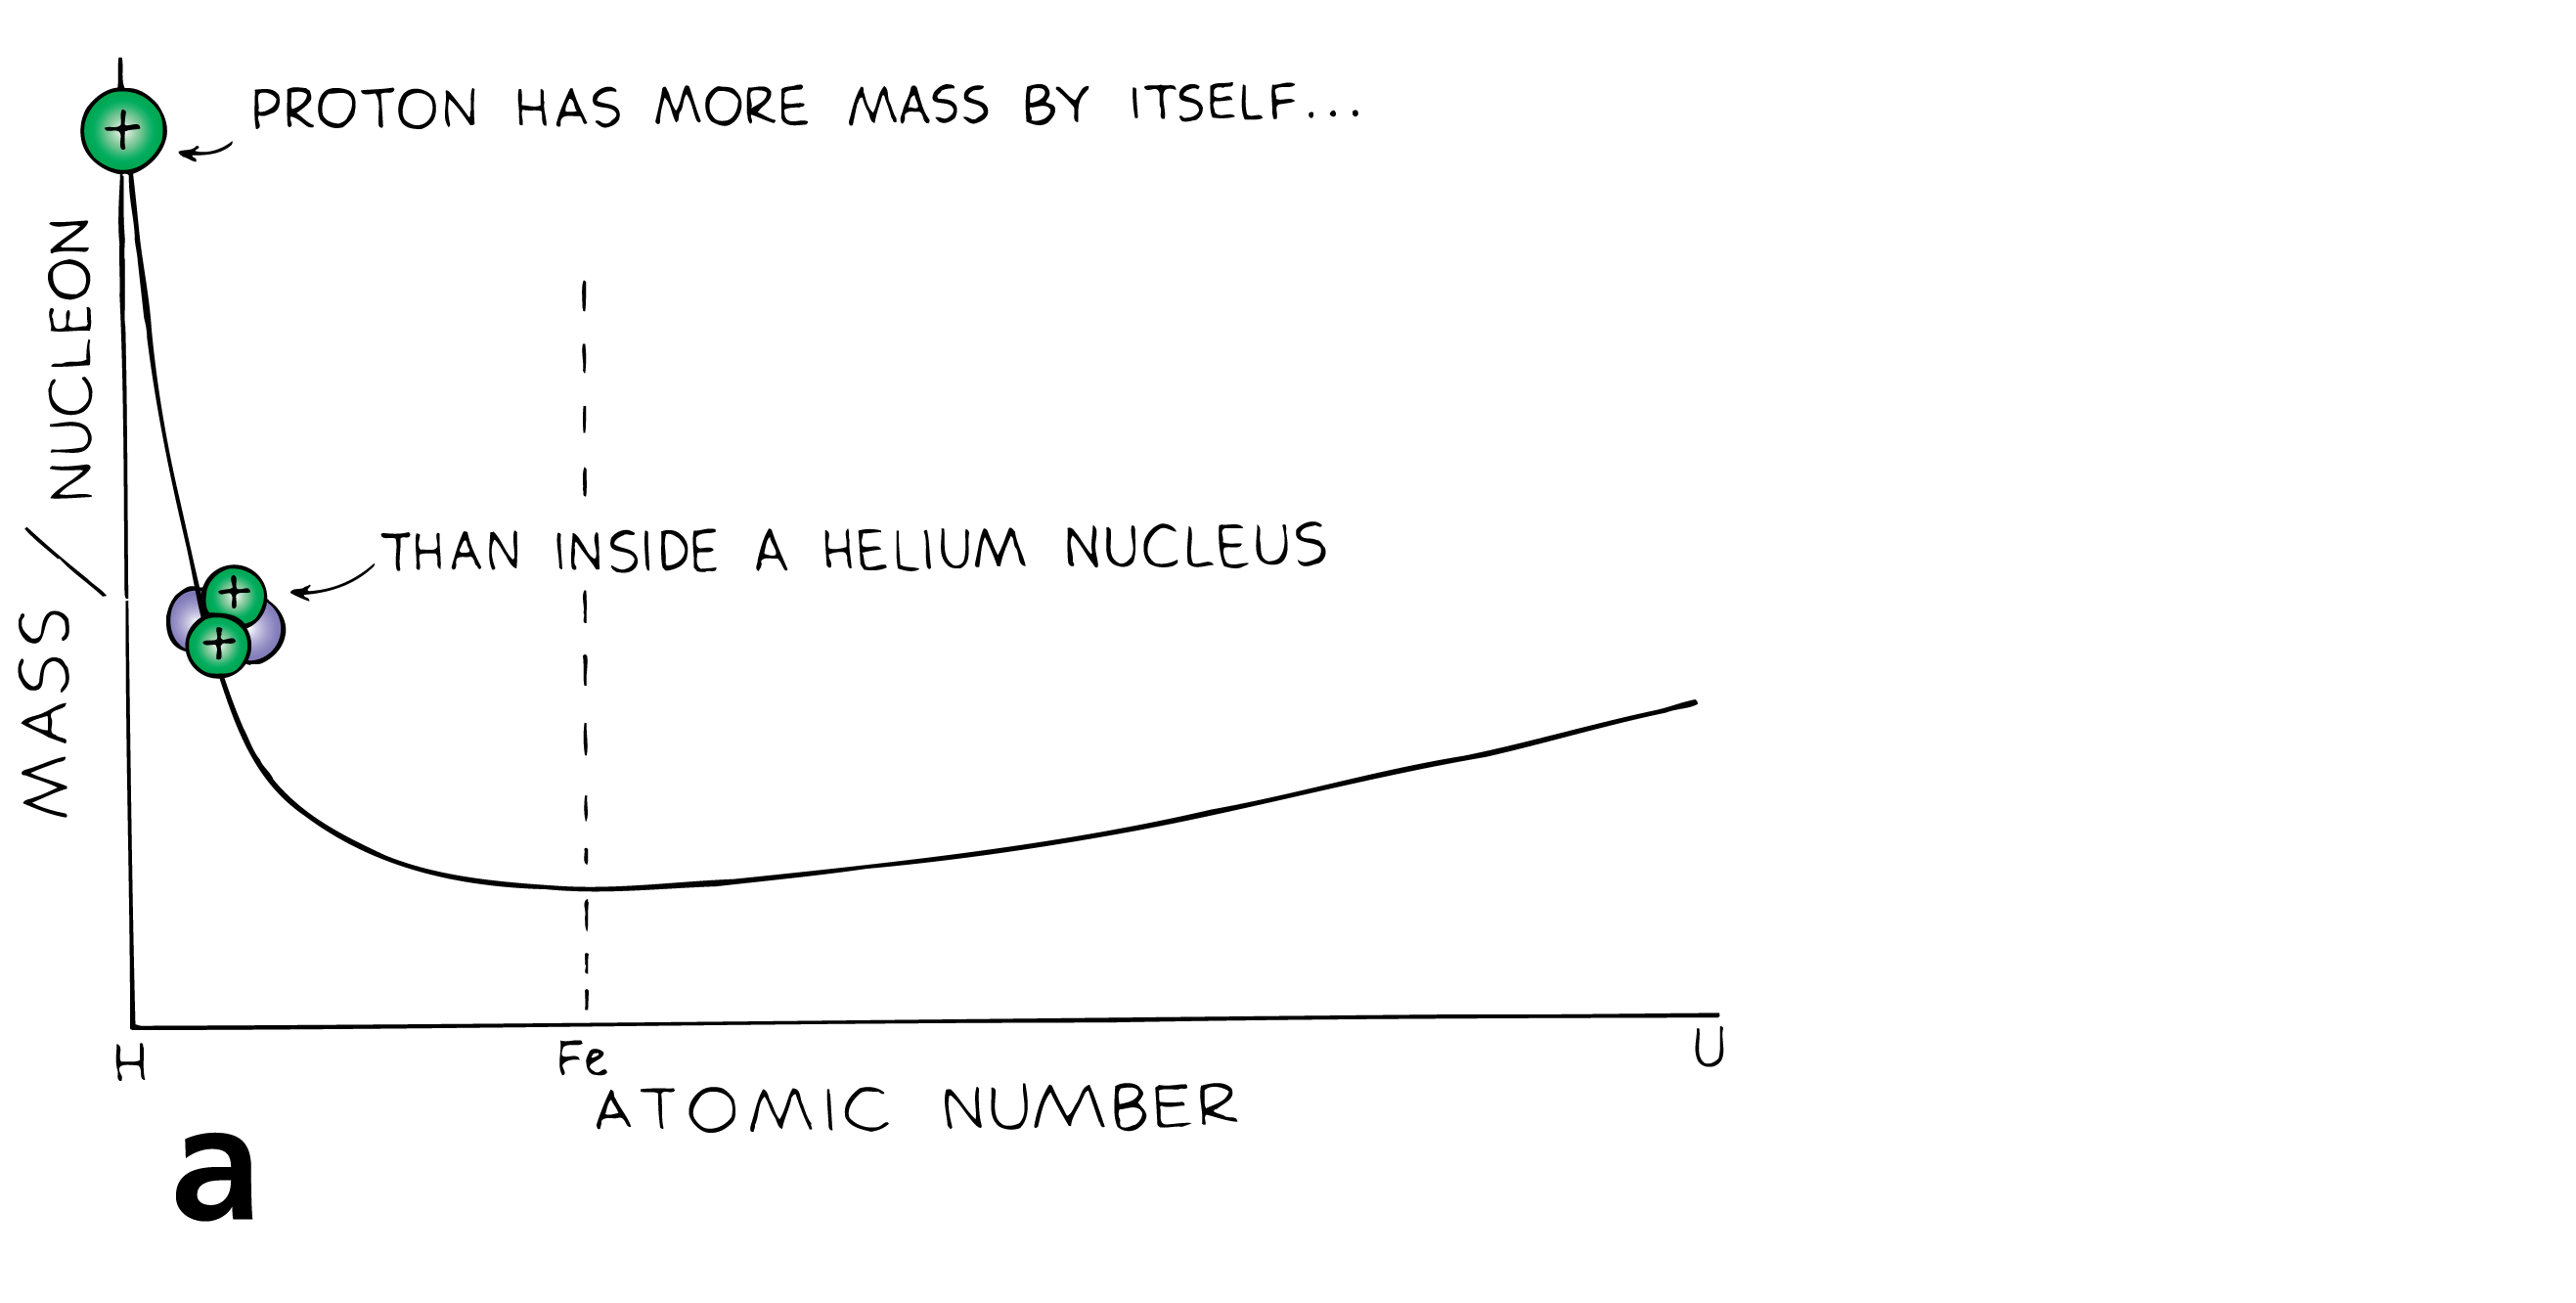 +
PROTON HAS MORE MASS BY ITSELF...
MASS / NUCLEON
THAN INSIDE A HELIUM NUCLEUS
+
+
H Fe U
ATOMIC NUMBER
a